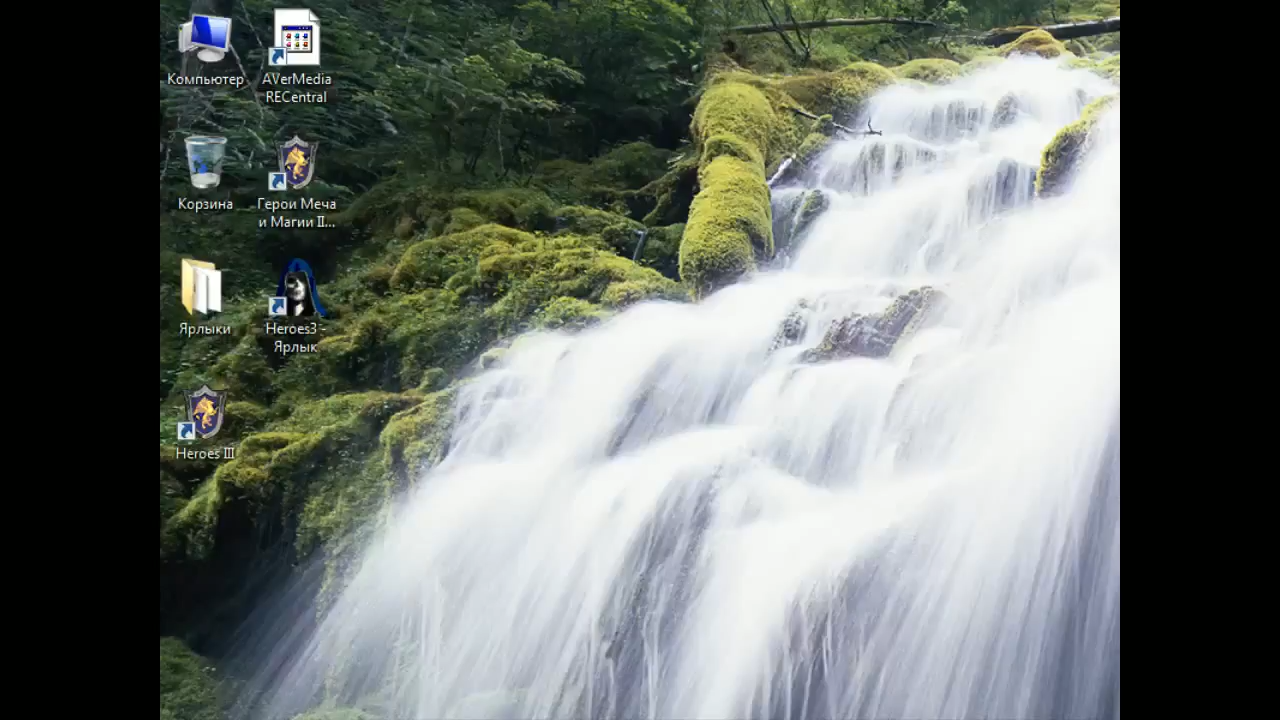 Компьютер
AVerMedia
RECentral
Корзина
Герои Меча
и Магии II...
Ярлыки
Heroes3 -
Ярлык
Heroes III